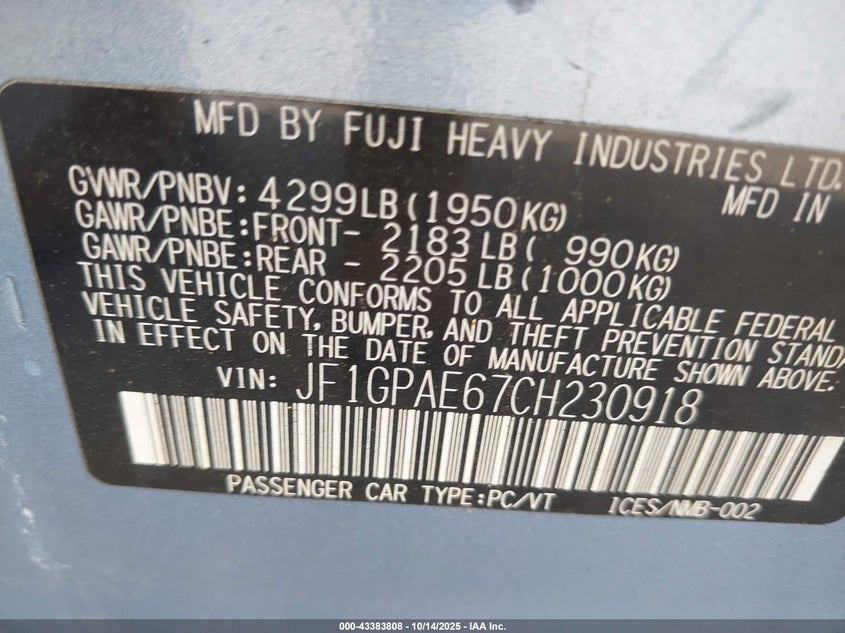 MFD BY FUJI HEAVY INDUSTRIES LTD.
MFD IN
GVWR/PNBV: 4299LB(1950KG)
GAWR/PNBE:FRONT- 2183 LB( 990KG)
GAWR/PNBE:REAR - 2205 LB(1000KG)
THIS VEHICLE CONFORMS TO ALL APPLICABLE FEDERAL
VEHICLE SAFETY, BUMPER, AND THEFT PREVENTION STANDA
IN EFFECT ON THE DATE OF MANUFACTURE SHOWN ABOVE.
VIN: JF1GPAE67CH230918
PASSENGER CAR TYPE:PC/VT ICES/NMB-002
000-43383808 | 10/14/2025 - IAA Inc.